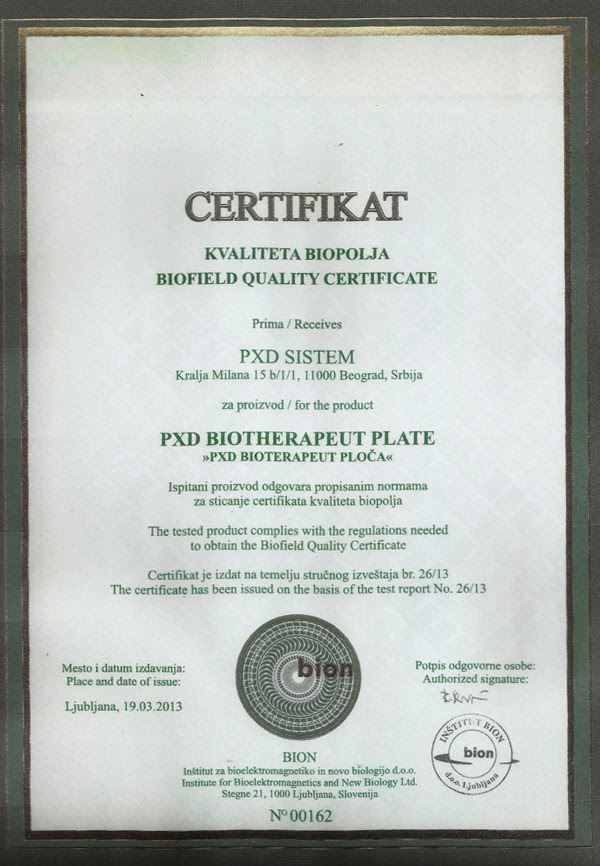 CERTIFIKAT
KVALITETA BIOPOLJA
BIOFIELD QUALITY CERTIFICATE
Prima / Receives
PXD SISTEM
Kralja Milana 15 b/1/1, 11000 Beograd, Srbija
za proizvod / for the product
PXD BIOTHERAPEUT PLATE
»PXD BIOTERAPEUT PLOČA«
Ispitani proizvod odgovara propisanim normama
za sticanje certifikata kvaliteta biopolja
The tested product complies with the regulations needed
to obtain the Biofield Quality Certificate
Certifikat je izdat na temelju stručnog izveštaja br. 26/13
The certificate has been issued on the basis of the test report No. 26/13
Mesto i datum izdavanja:
Place and date of issue:
Ljubljana, 19.03.2013
bion
Potpis odgovorne osobe:
Authorized signature:
INŠTITUT BION
bion
d.o.o. Ljubljana
BION
Inštitut za bioelektromagnetiko in novo biologijo d.o.o.
Institute for Bioelectromagnetics and New Biology Ltd.
Stegne 21, 1000 Ljubljana, Slovenija
Nº 00162